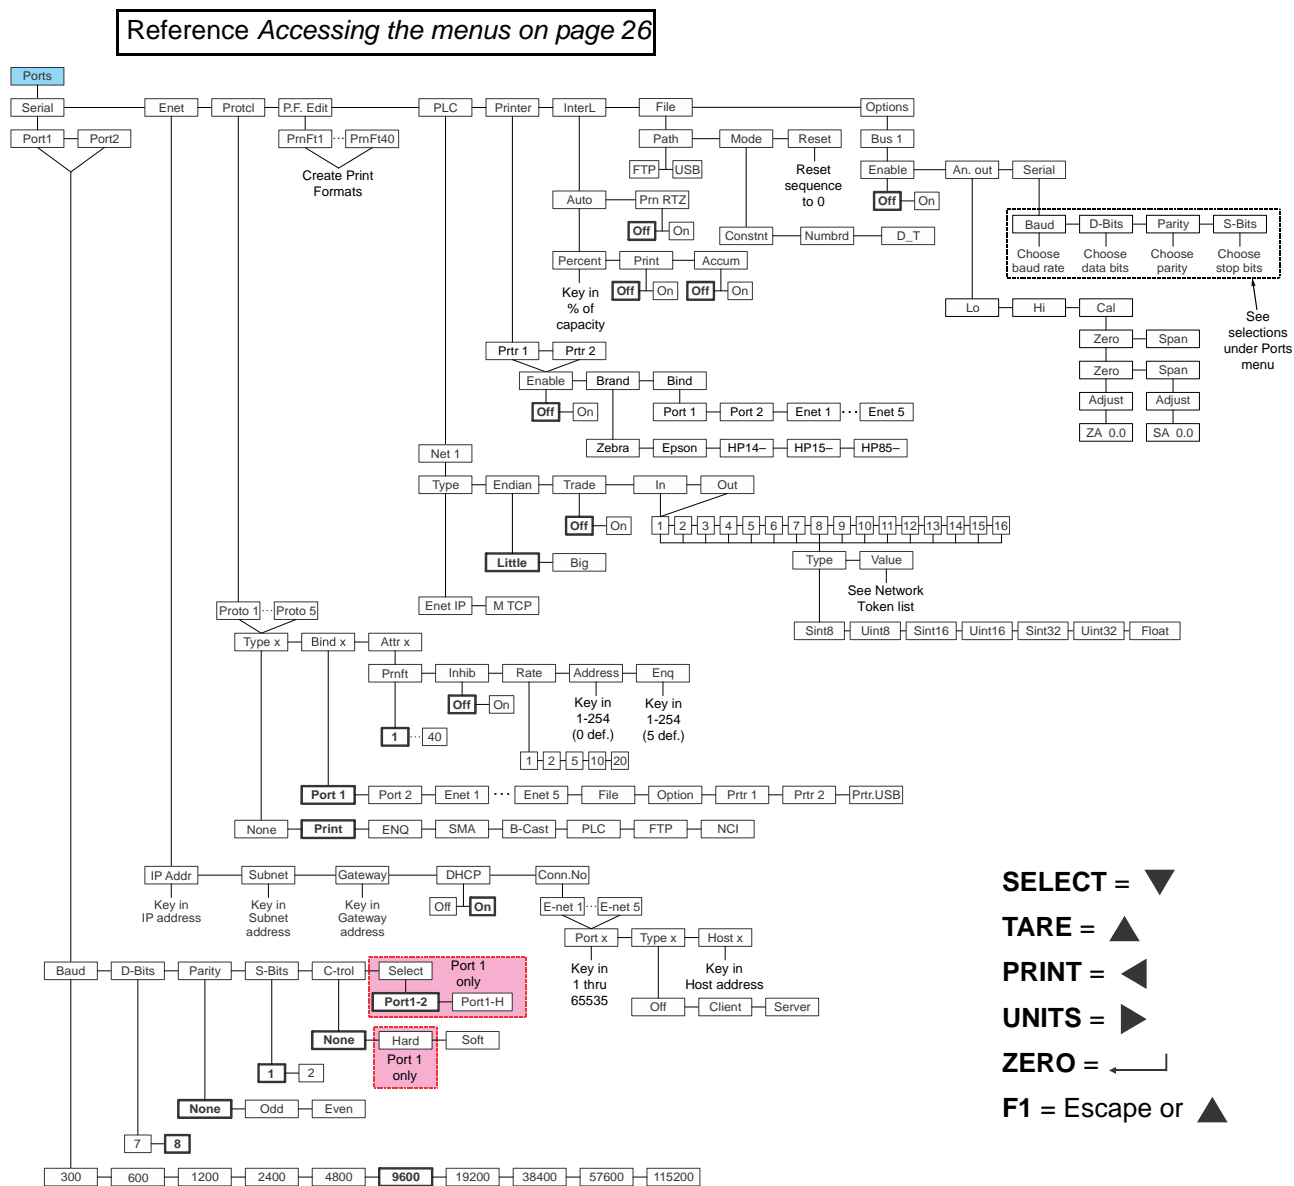 Reference Accessing the menus on page 26
Ports
Serial Enet Protcl P.F. Edit PLC Printer InterL File Options
Port1 Port2 PrnFt1 ··· PrnFt40 Path Mode Reset Bus 1
Create Print
Formats
FTP USB
Reset
sequence
to 0
Enable An. out Serial
Off On
Auto Prn RTZ
Off On
Constnt Numbrd D_T
Baud D-Bits Parity S-Bits
Choose
baud rate
Choose
data bits
Choose
parity
Choose
stop bits
Percent Print Accum
Key in
% of
capacity
Off On Off On
Lo Hi Cal
See
selections
under Ports
menu
Zero Span
Zero Span
Adjust Adjust
ZA 0.0 SA 0.0
Prtr 1 Prtr 2
Enable Brand Bind
Off On
Port 1 Port 2 Enet 1 ··· Enet 5
Zebra Epson HP14– HP15– HP85–
Net 1
Type Endian Trade In Out
Off On
1 2 3 4 5 6 7 8 9 10 11 12 13 14 15 16
Little Big
Type Value
See Network
Token list
Enet IP M TCP
Sint8 Uint8 Sint16 Uint16 Sint32 Uint32 Float
Proto 1 ··· Proto 5
Type x Bind x Attr x
Prnft Inhib Rate Address Enq
Off On
Key in
1-254
(0 def.)
Key in
1-254
(5 def.)
1 ··· 40
1 2 5 10 20
Port 1 Port 2 Enet 1 ··· Enet 5 File Option Prtr 1 Prtr 2 Prtr.USB
None Print ENQ SMA B-Cast PLC FTP NCI
IP Addr Subnet Gateway DHCP Conn.No
Key in
IP address
Key in
Subnet
address
Key in
Gateway
address
Off On
E-net 1 ··· E-net 5
Port x Type x Host x
Key in
1 thru
65535
Key in
Host address
Off Client Server
Baud D-Bits Parity S-Bits C-trol Select
Port 1
only
Port1-2 Port1-H
None Hard Soft
Port 1
only
1 2
None Odd Even
7 8
300 600 1200 2400 4800 9600 19200 38400 57600 115200
SELECT = ▼
TARE = ▲
PRINT = ◀
UNITS = ▶
ZERO = ↵
F1 = Escape or ▲